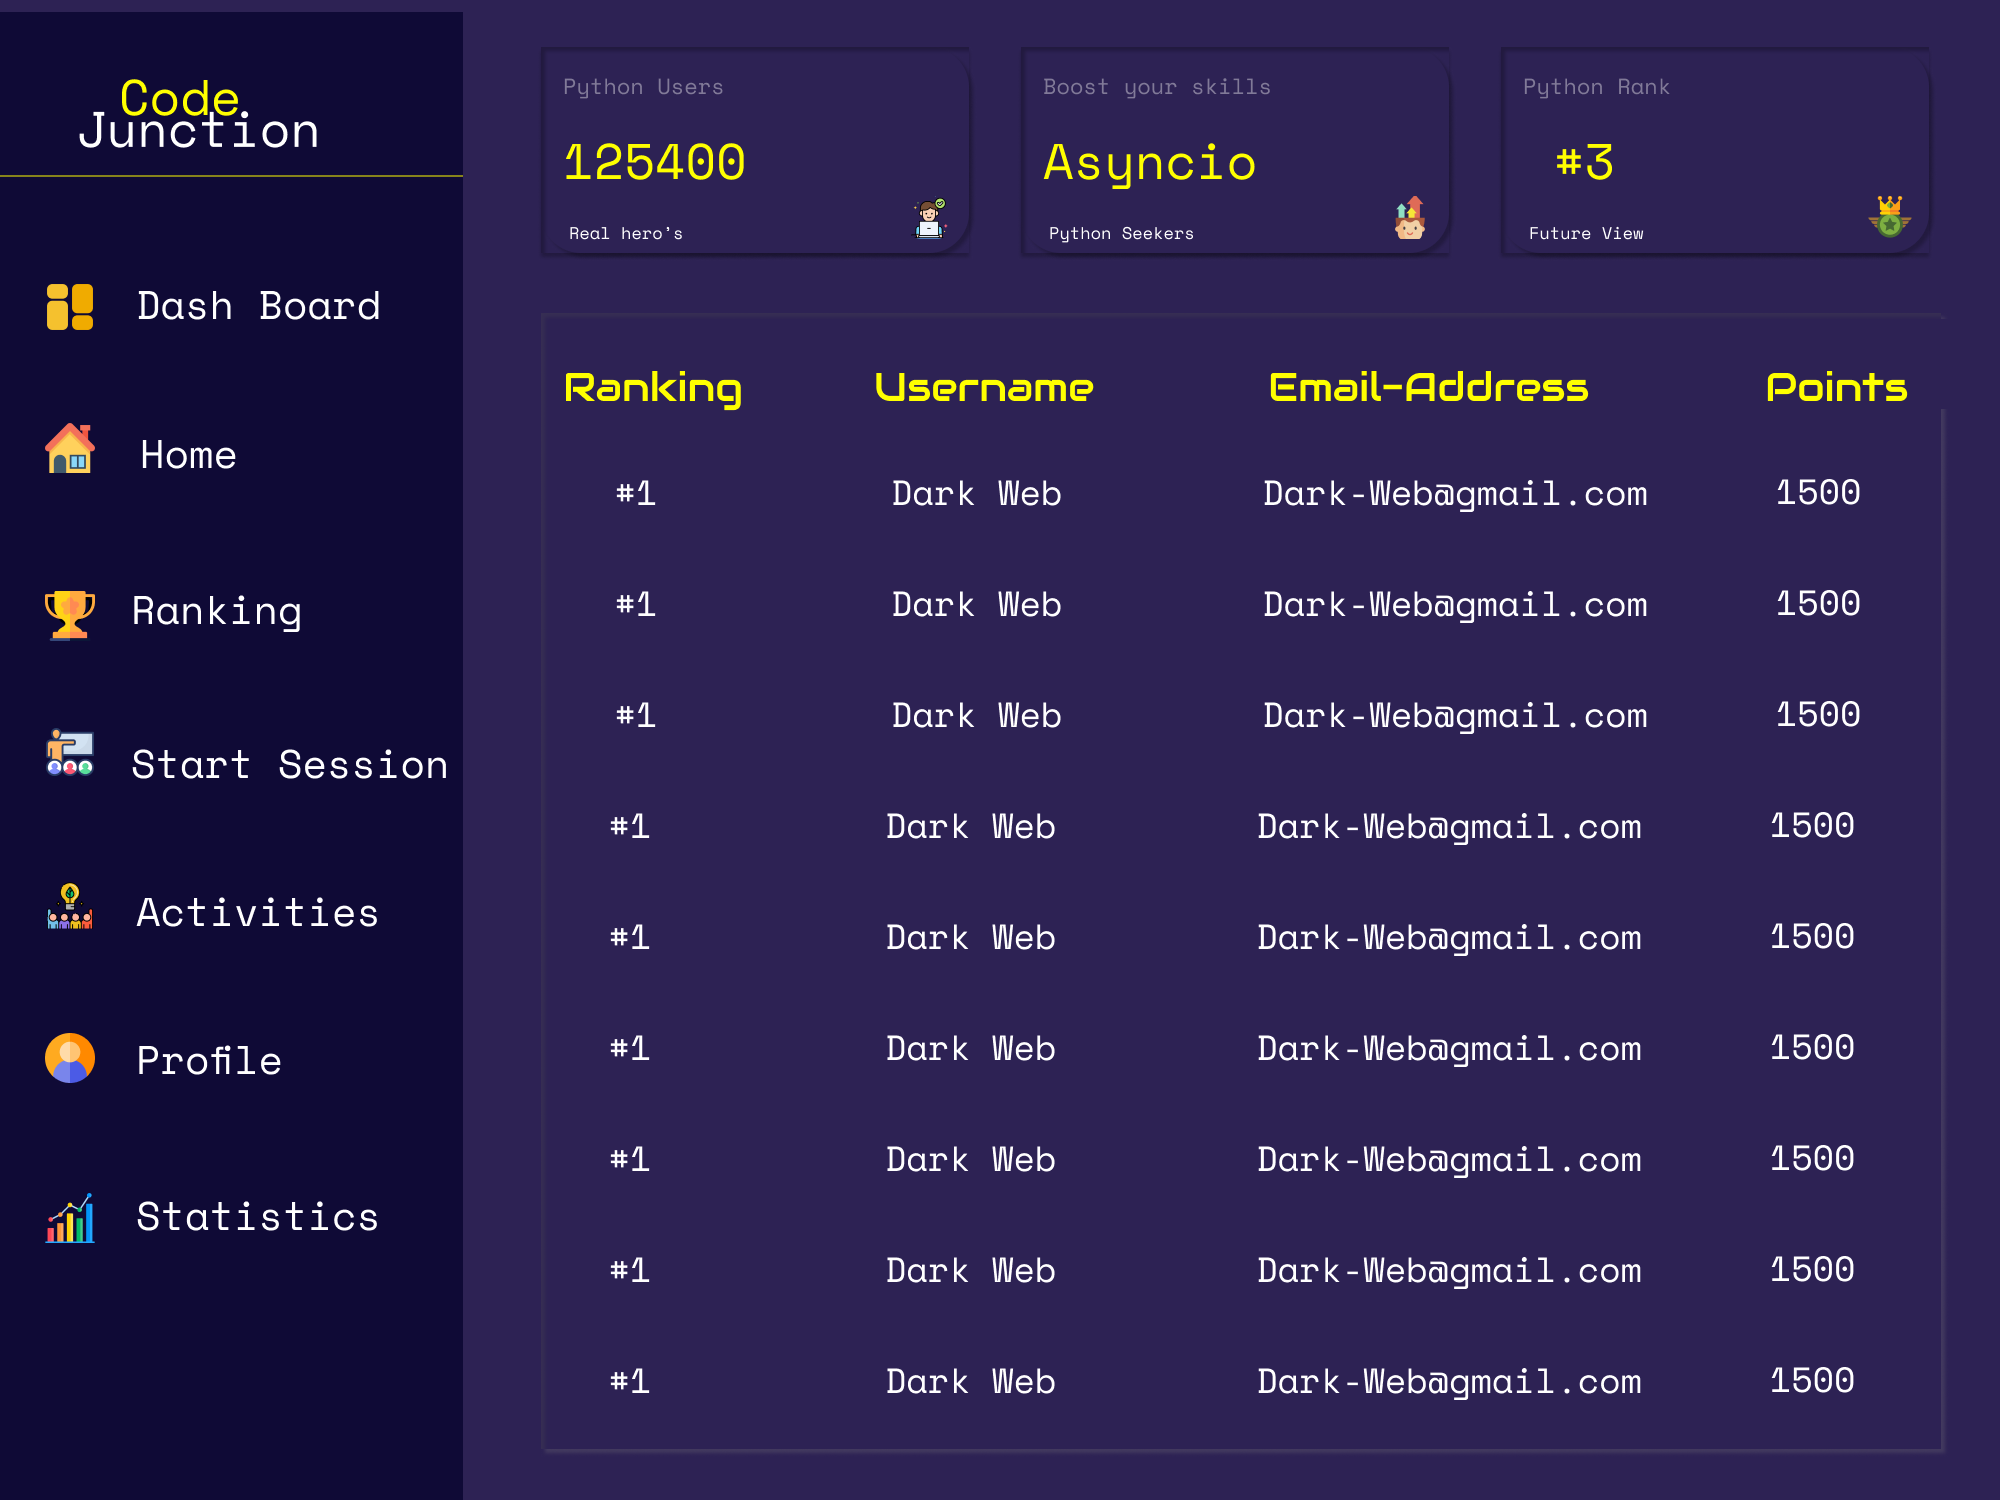 Code
Junction
Dash Board
Home
Ranking
Start Session
Activities
Profile
Statistics
Python Users
125400
Real hero's
Boost your skills
Asyncio
Python Seekers
Python Rank
#3
Future View
Ranking Username Email-Address Points
#1 Dark Web Dark-Web@gmail.com 1500
#1 Dark Web Dark-Web@gmail.com 1500
#1 Dark Web Dark-Web@gmail.com 1500
#1 Dark Web Dark-Web@gmail.com 1500
#1 Dark Web Dark-Web@gmail.com 1500
#1 Dark Web Dark-Web@gmail.com 1500
#1 Dark Web Dark-Web@gmail.com 1500
#1 Dark Web Dark-Web@gmail.com 1500
#1 Dark Web Dark-Web@gmail.com 1500